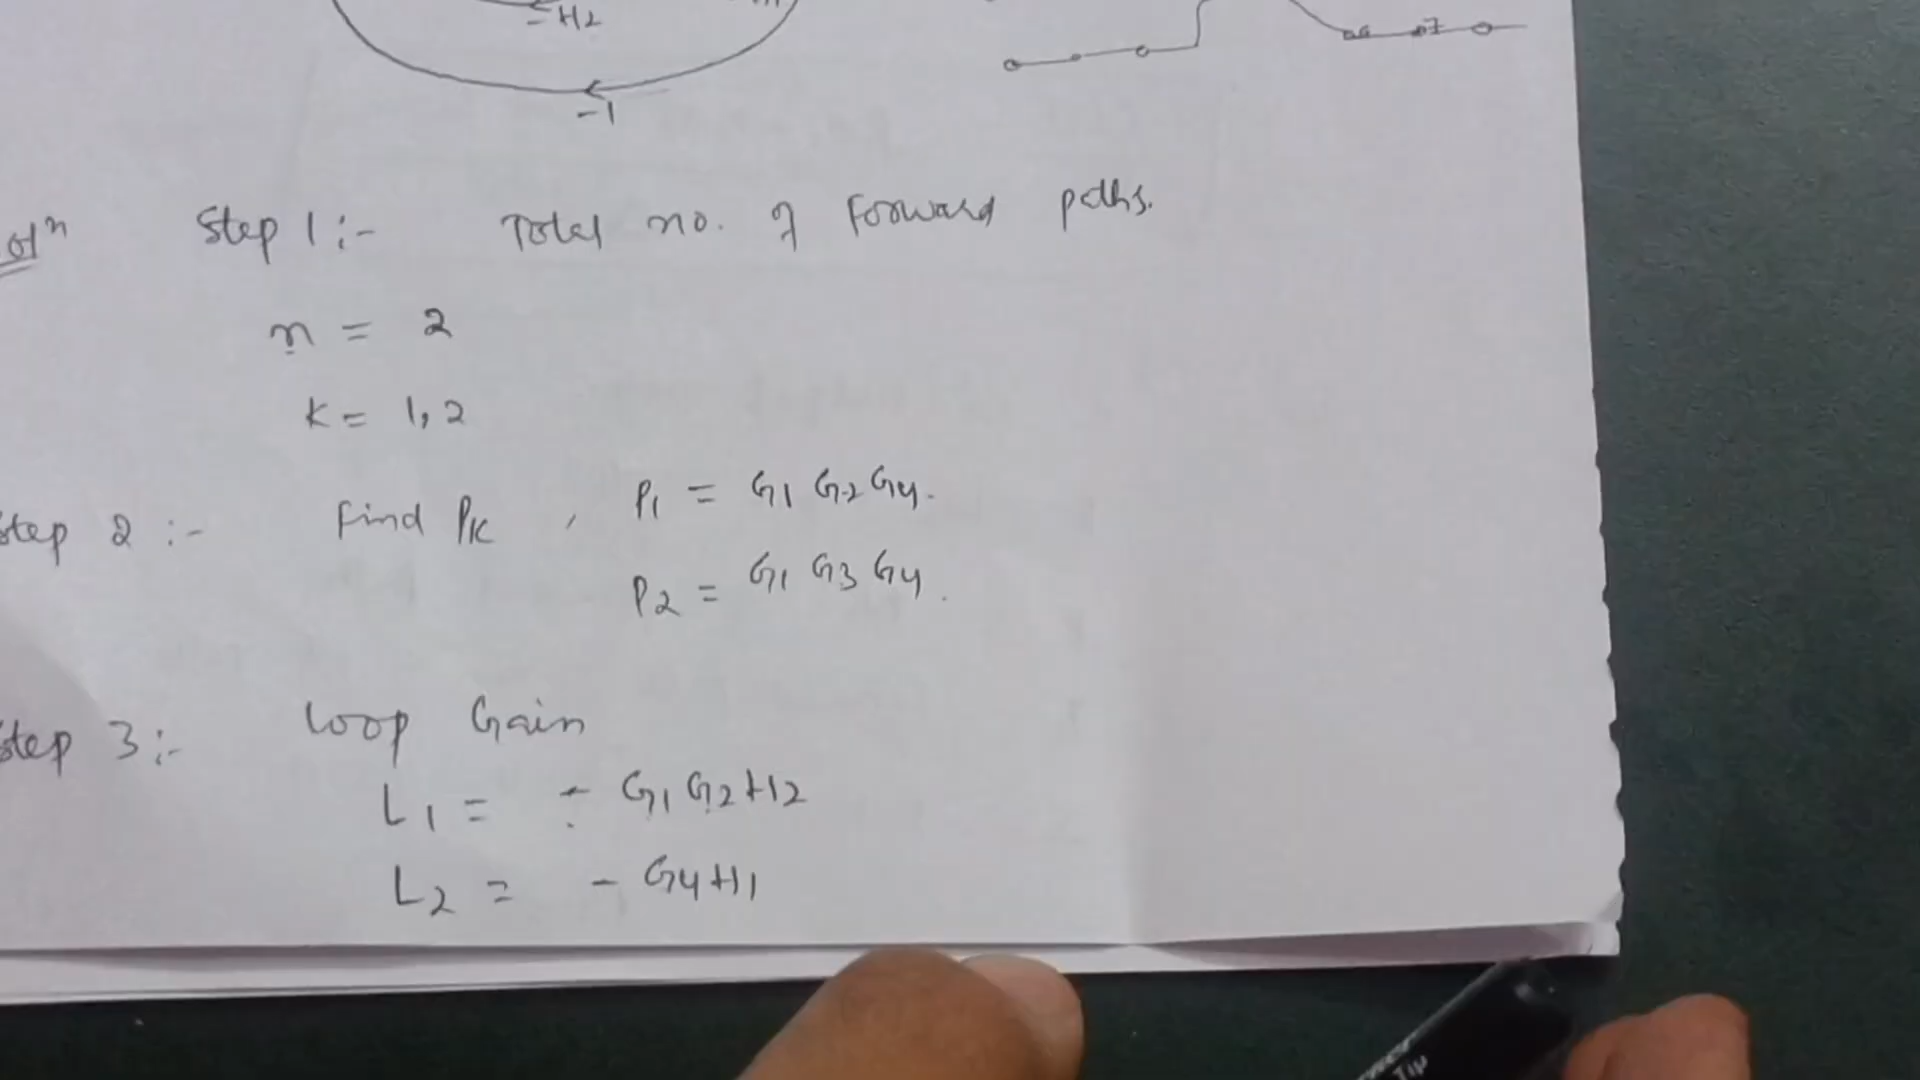 -H2
-1
Solⁿ Step 1:- Total no. of Forward paths.
n = 2
K = 1, 2
Step 2:- Find PK , P1 = G1 G2 G4.
P2 = G1 G3 G4.
Step 3:- Loop Gain
L1 = - G1 G2 H2
L2 = - G4 H1
Tip